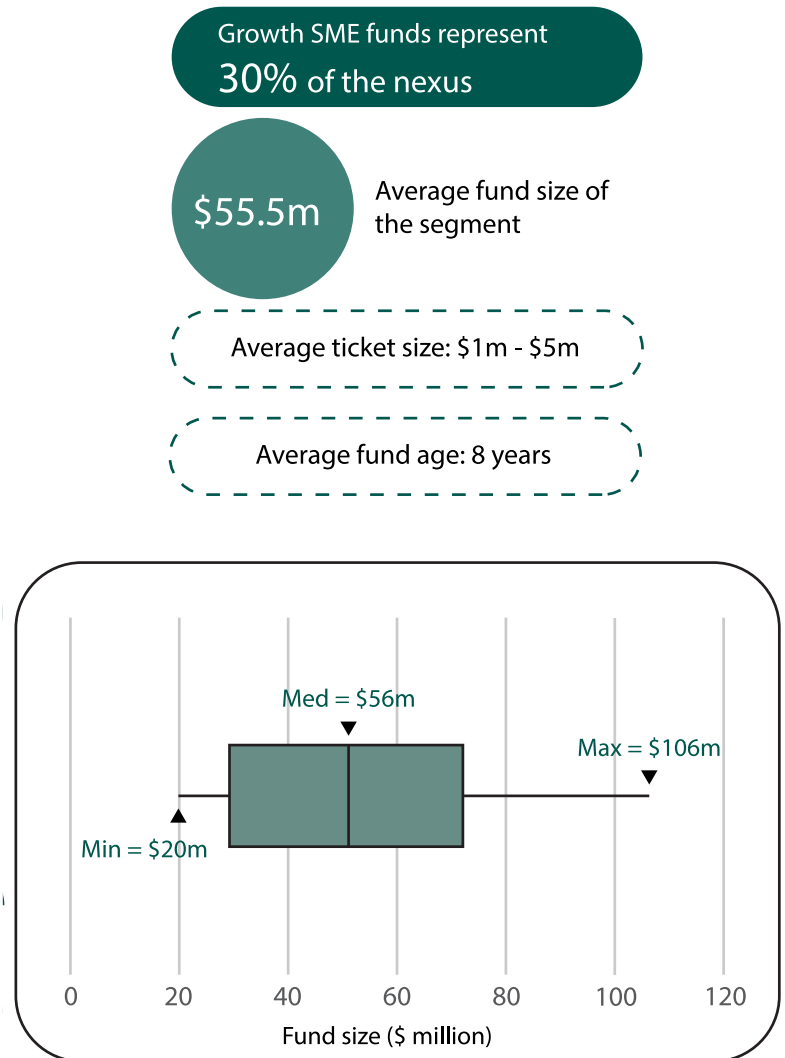 Growth SME funds represent
30% of the nexus
$55.5m
Average fund size of
the segment
Average ticket size: $1m - $5m
Average fund age: 8 years
Med = $56m
Max = $106m
Min = $20m
0 20 40 60 80 100 120
Fund size ($ million)